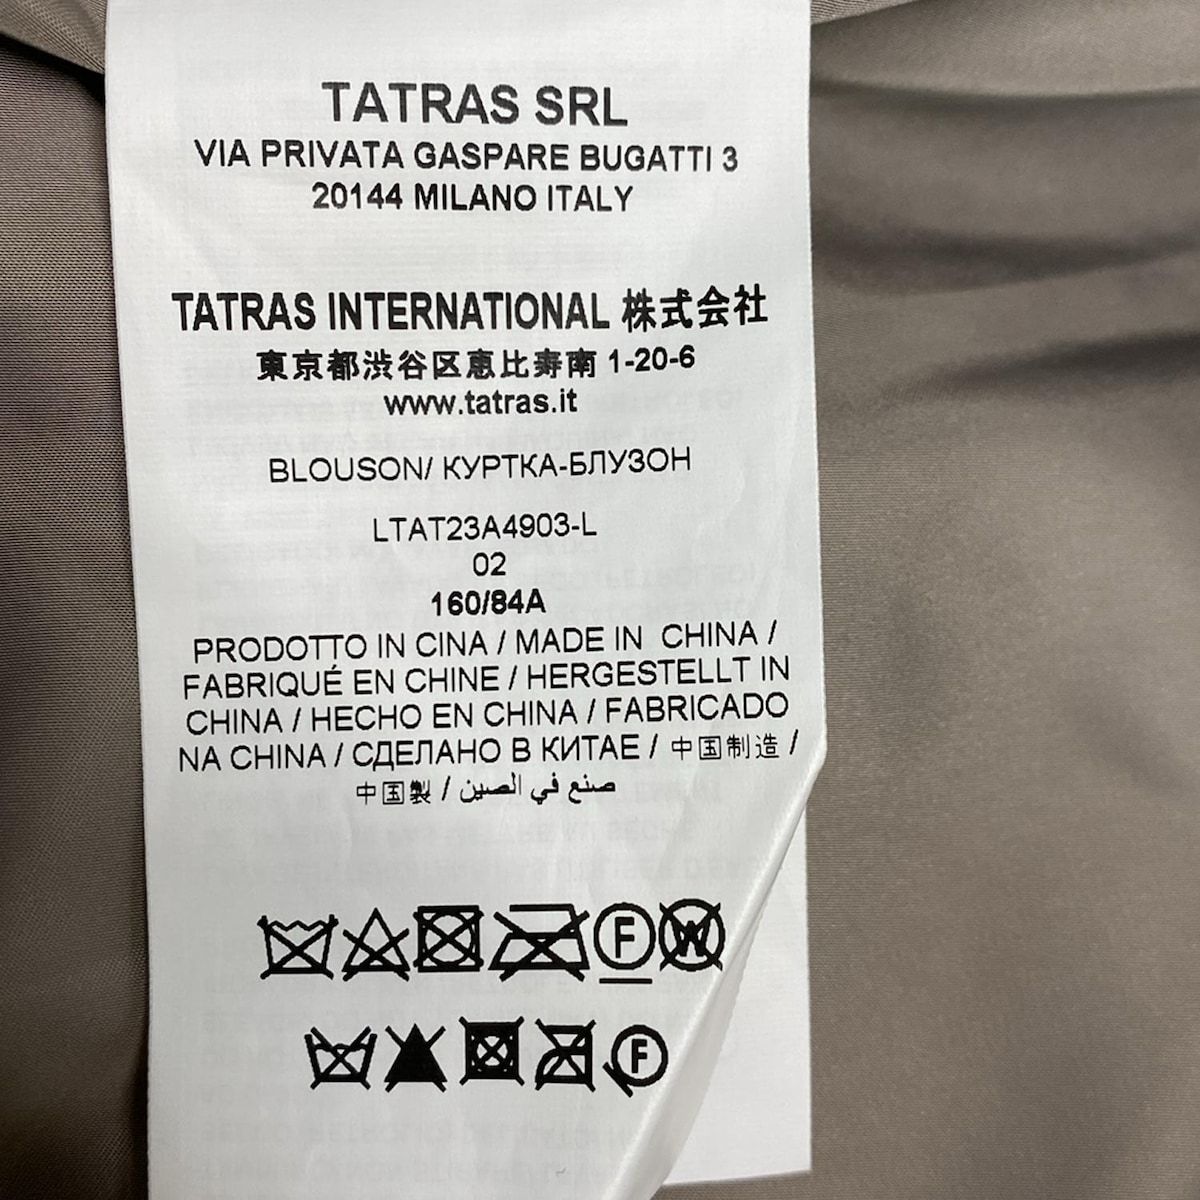 TATRAS SRL
VIA PRIVATA GASPARE BUGATTI 3
20144 MILANO ITALY
TATRAS INTERNATIONAL 株式会社
東京都渋谷区恵比寿南 1-20-6
www.tatras.it
BLOUSON/ КУРТКА-БЛУЗОН
LTAT23A4903-L
02
160/84A
PRODOTTO IN CINA / MADE IN CHINA /
FABRIQUÉ EN CHINE / HERGESTELLT IN
CHINA / HECHO EN CHINA / FABRICADO
NA CHINA / СДЕЛАНО В КИТАЕ / 中国制造 /
中国製 / صنع في الصين
F W
F